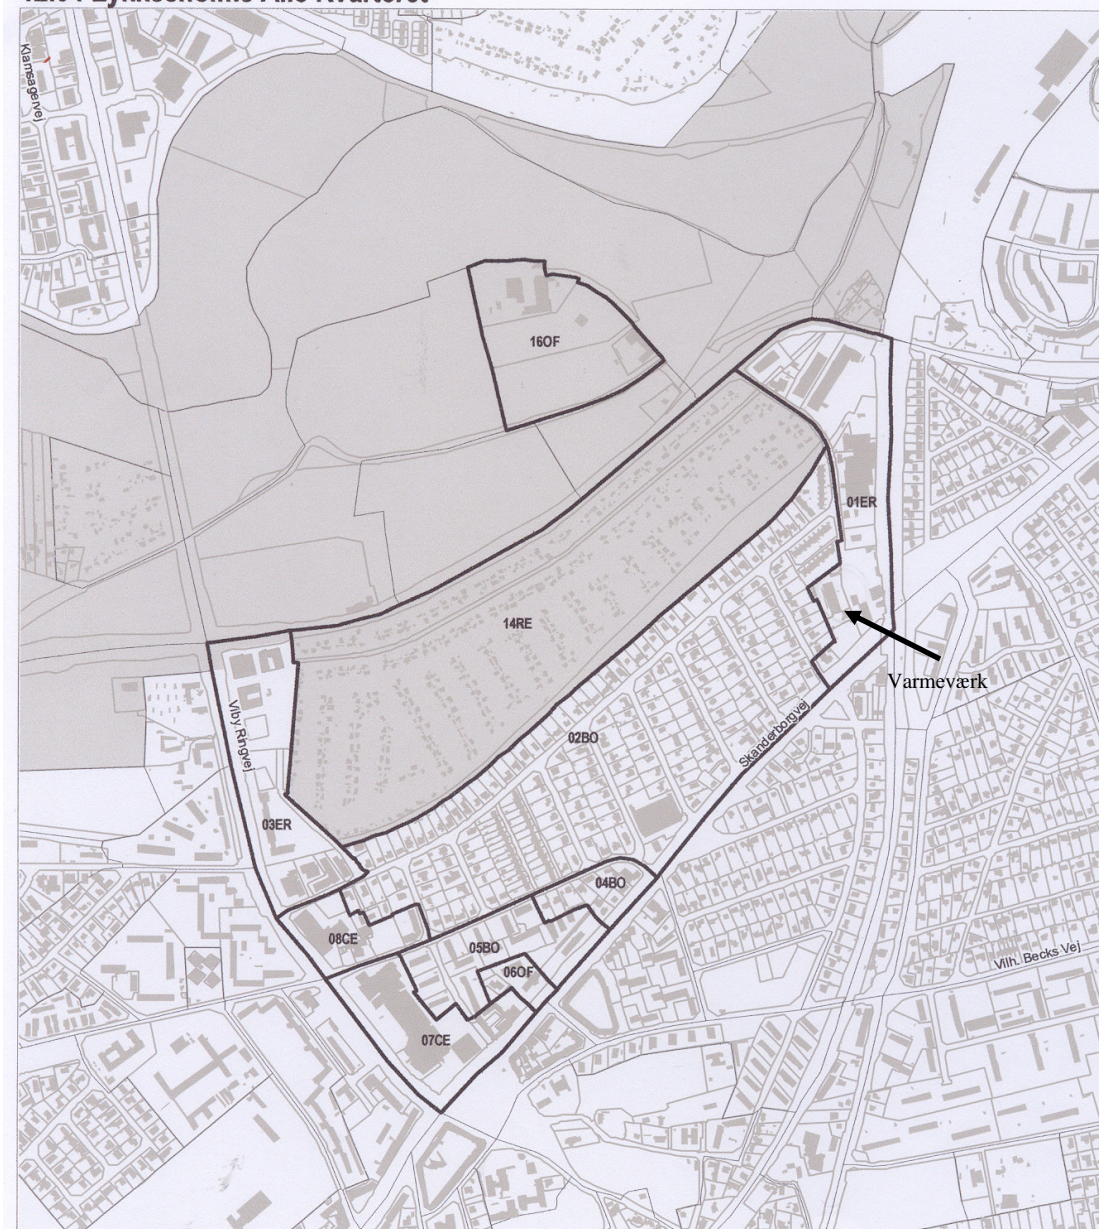 Klamsagervej
16OF
01ER
14RE
Varmeværk
Viby Ringvej
02BO
Skanderborgvej
03ER
04BO
08CE
05BO
06OF
Vilh. Becks Vej
07CE